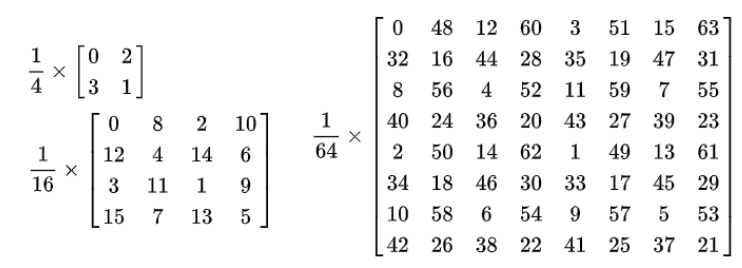 1/4 × [0 2
3 1]
1/16 × [0 8 2 10
12 4 14 6
3 11 1 9
15 7 13 5]
1/64 × [0 48 12 60 3 51 15 63
32 16 44 28 35 19 47 31
8 56 4 52 11 59 7 55
40 24 36 20 43 27 39 23
2 50 14 62 1 49 13 61
34 18 46 30 33 17 45 29
10 58 6 54 9 57 5 53
42 26 38 22 41 25 37 21]